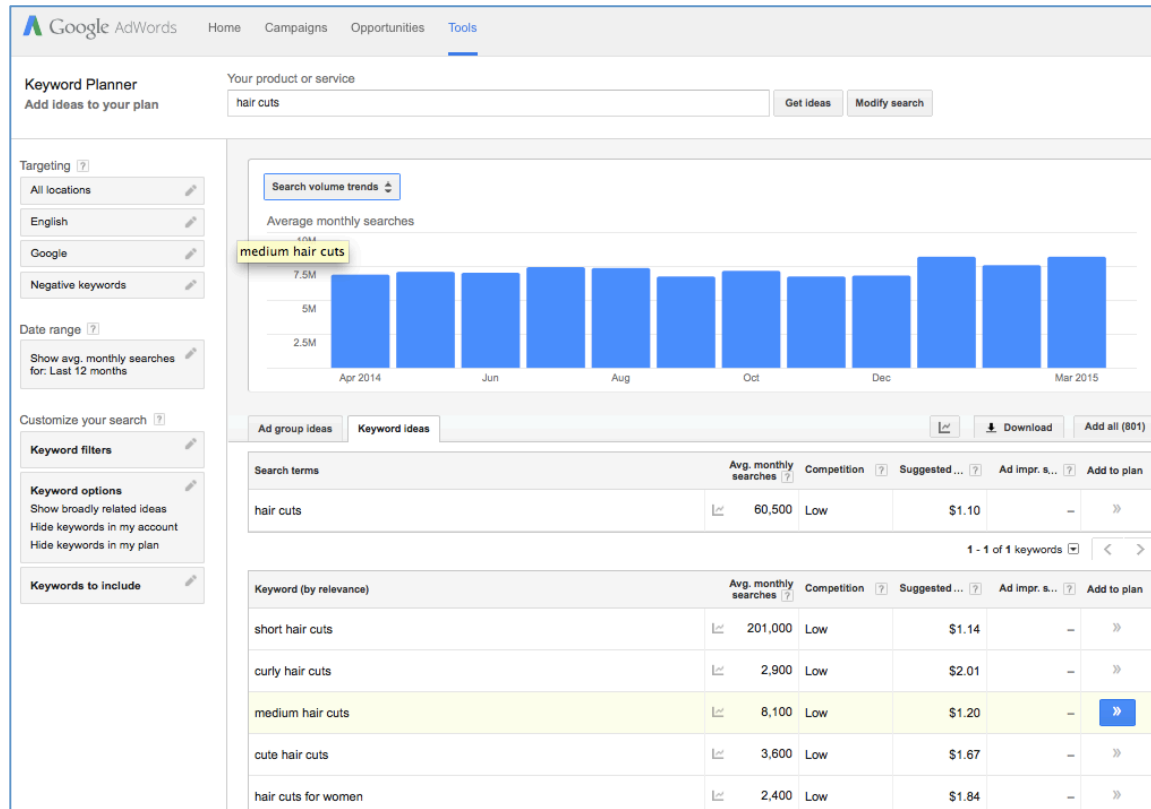 Google AdWords Home Campaigns Opportunities Tools
Keyword Planner
Add ideas to your plan
Your product or service
hair cuts
Get ideas Modify search
Targeting ?
All locations
English
Google
Negative keywords
Date range ?
Show avg. monthly searches
for: Last 12 months
Customize your search ?
Keyword filters
Keyword options
Show broadly related ideas
Hide keywords in my account
Hide keywords in my plan
Keywords to include
Search volume trends
Average monthly searches
10M
medium hair cuts
7.5M
5M
2.5M
Apr 2014 Jun Aug Oct Dec Mar 2015
Ad group ideas Keyword ideas Download Add all (801)
Search terms Avg. monthly searches ? Competition ? Suggested ... ? Ad impr. s... ? Add to plan
hair cuts 60,500 Low $1.10 – »
1 - 1 of 1 keywords < >
Keyword (by relevance) Avg. monthly searches ? Competition ? Suggested ... ? Ad impr. s... ? Add to plan
short hair cuts 201,000 Low $1.14 – »
curly hair cuts 2,900 Low $2.01 – »
medium hair cuts 8,100 Low $1.20 – »
cute hair cuts 3,600 Low $1.67 – »
hair cuts for women 2,400 Low $1.84 – »